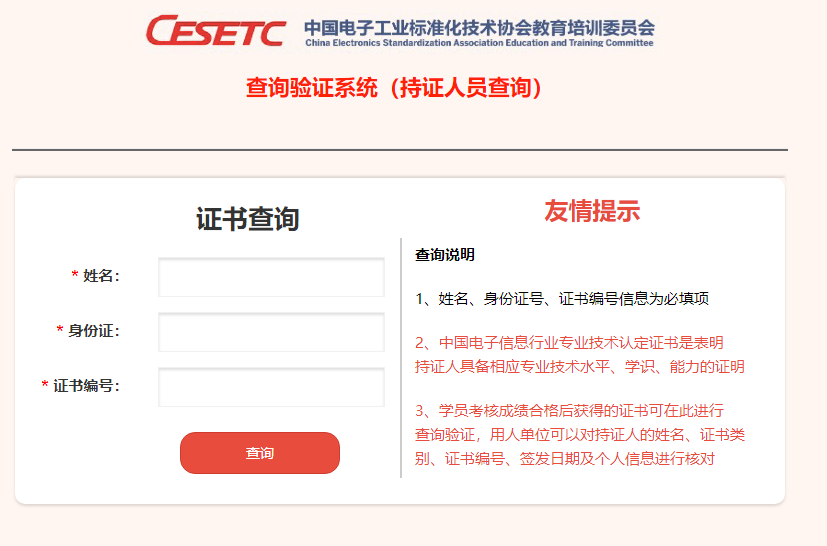 CESETC 中国电子工业标准化技术协会教育培训委员会
China Electronics Standardization Association Education and Training Committee
查询验证系统（持证人员查询）
证书查询
* 姓名：
* 身份证：
* 证书编号：
查询
友情提示
查询说明
1、姓名、身份证号、证书编号信息为必填项
2、中国电子信息行业专业技术认定证书是表明
持证人具备相应专业技术水平、学识、能力的证明
3、学员考核成绩合格后获得的证书可在此进行
查询验证，用人单位可以对持证人的姓名、证书类
别、证书编号、签发日期及个人信息进行核对